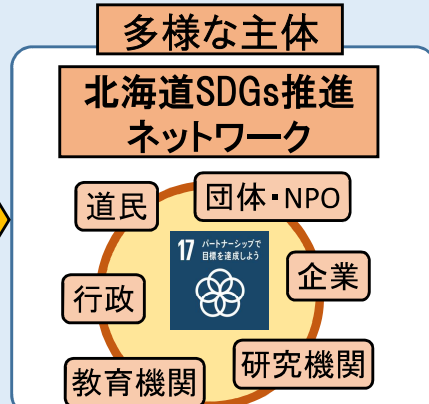 多様な主体
北海道SDGs推進
ネットワーク
道民
団体・NPO
17 パートナーシップで
目標を達成しよう
行政
企業
教育機関
研究機関